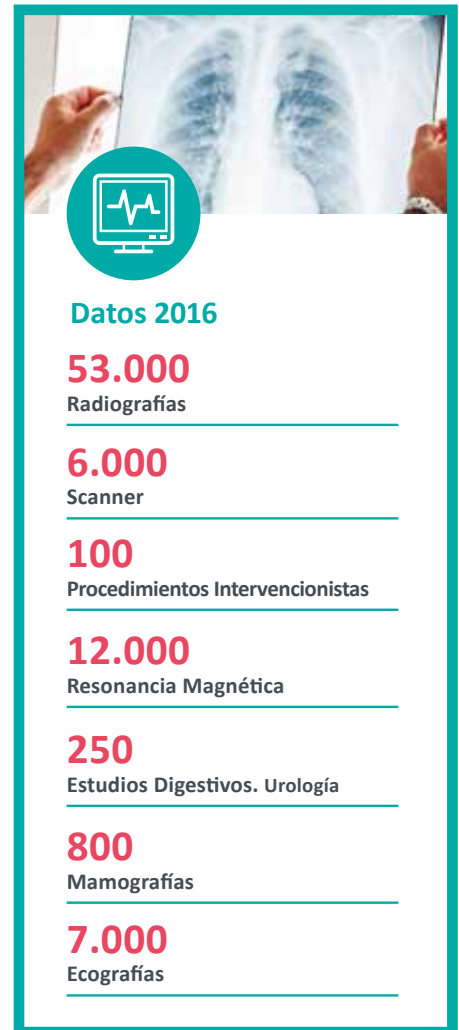 Datos 2016
53.000
Radiografías
6.000
Scanner
100
Procedimientos Intervencionistas
12.000
Resonancia Magnética
250
Estudios Digestivos. Urología
800
Mamografías
7.000
Ecografías